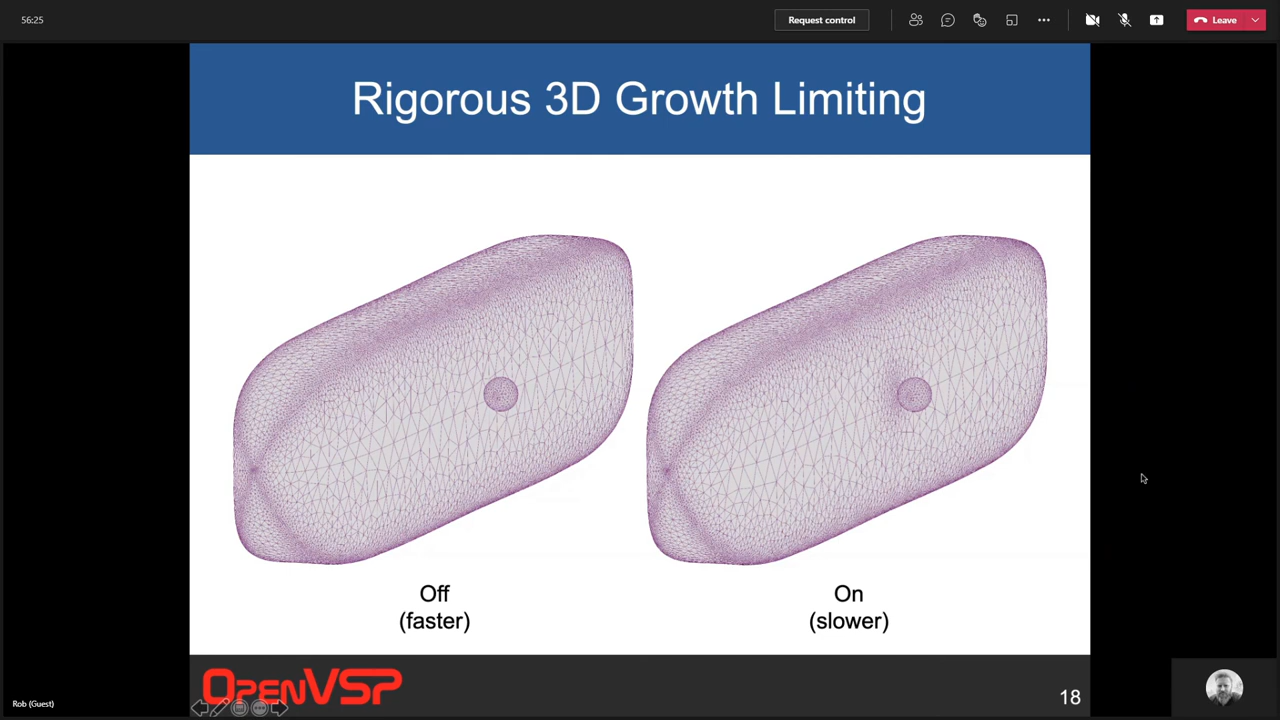 56:25
Request control
Leave
Rigorous 3D Growth Limiting
Off
(faster)
On
(slower)
OpenVSP
18
Rob (Guest)